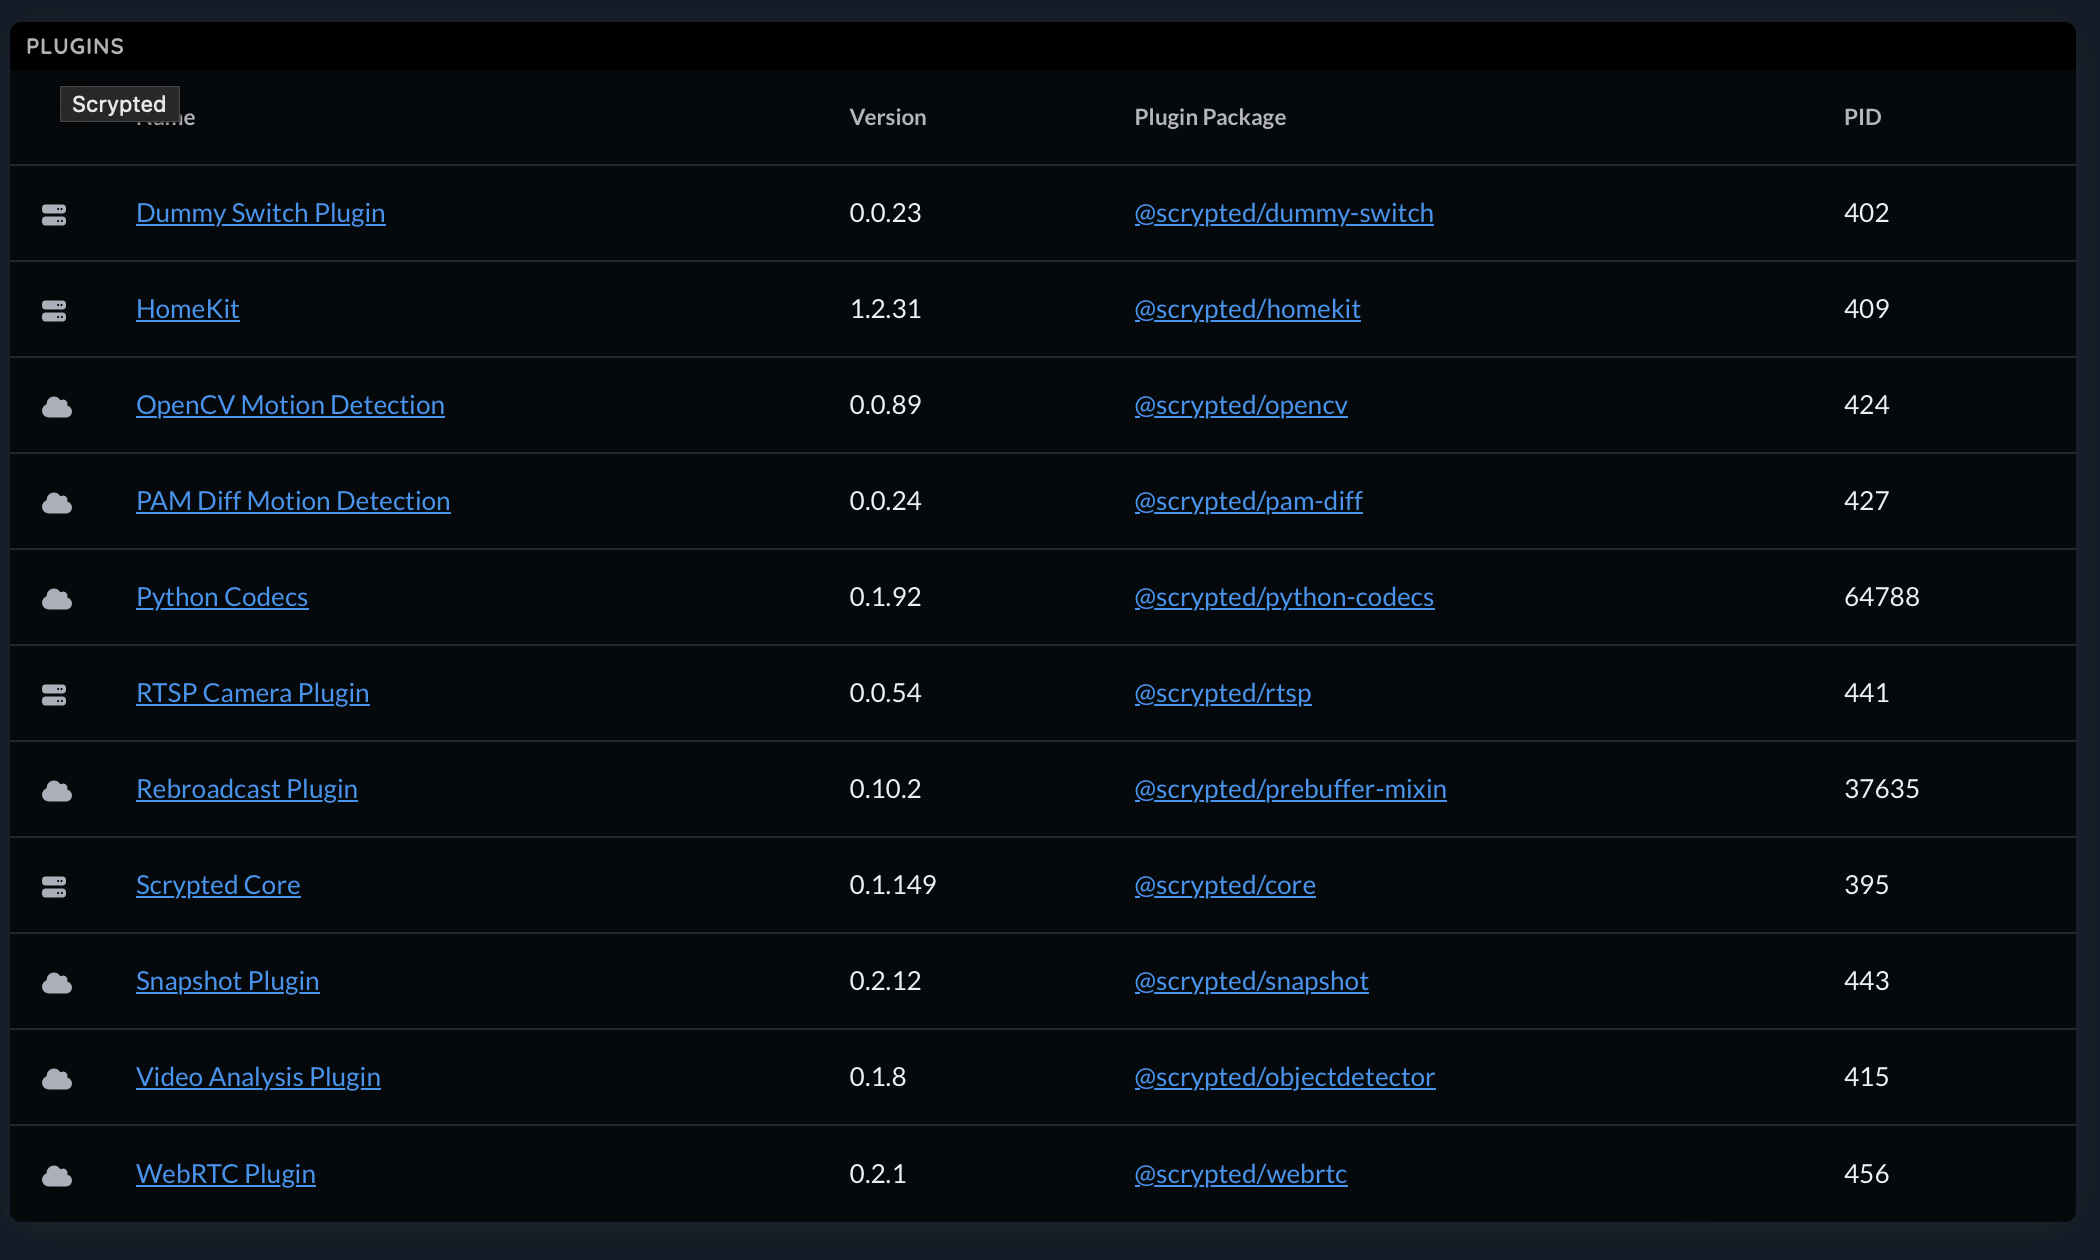 PLUGINS
Scrypted
Version Plugin Package PID
Dummy Switch Plugin 0.0.23 @scrypted/dummy-switch 402
HomeKit 1.2.31 @scrypted/homekit 409
OpenCV Motion Detection 0.0.89 @scrypted/opencv 424
PAM Diff Motion Detection 0.0.24 @scrypted/pam-diff 427
Python Codecs 0.1.92 @scrypted/python-codecs 64788
RTSP Camera Plugin 0.0.54 @scrypted/rtsp 441
Rebroadcast Plugin 0.10.2 @scrypted/prebuffer-mixin 37635
Scrypted Core 0.1.149 @scrypted/core 395
Snapshot Plugin 0.2.12 @scrypted/snapshot 443
Video Analysis Plugin 0.1.8 @scrypted/objectdetector 415
WebRTC Plugin 0.2.1 @scrypted/webrtc 456